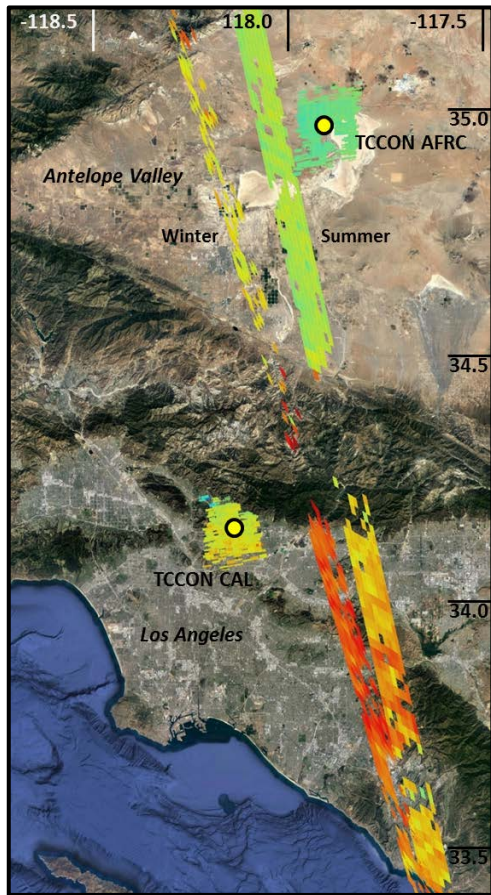 -118.5 118.0 -117.5
35.0
TCCON AFRC
Antelope Valley
Winter Summer
34.5
TCCON CAL
34.0
Los Angeles
33.5